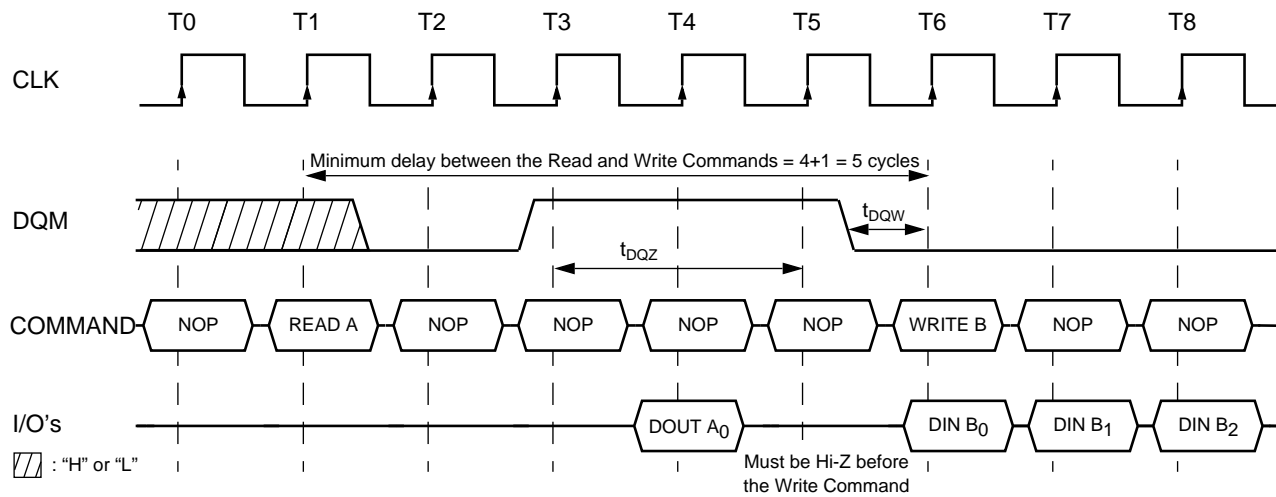 T0 T1 T2 T3 T4 T5 T6 T7 T8
CLK
Minimum delay between the Read and Write Commands = 4+1 = 5 cycles
DQM
tDQW
tDQZ
COMMAND NOP READ A NOP NOP NOP NOP WRITE B NOP NOP
I/O's DOUT A0 DIN B0 DIN B1 DIN B2
: “H” or “L”
Must be Hi-Z before
the Write Command